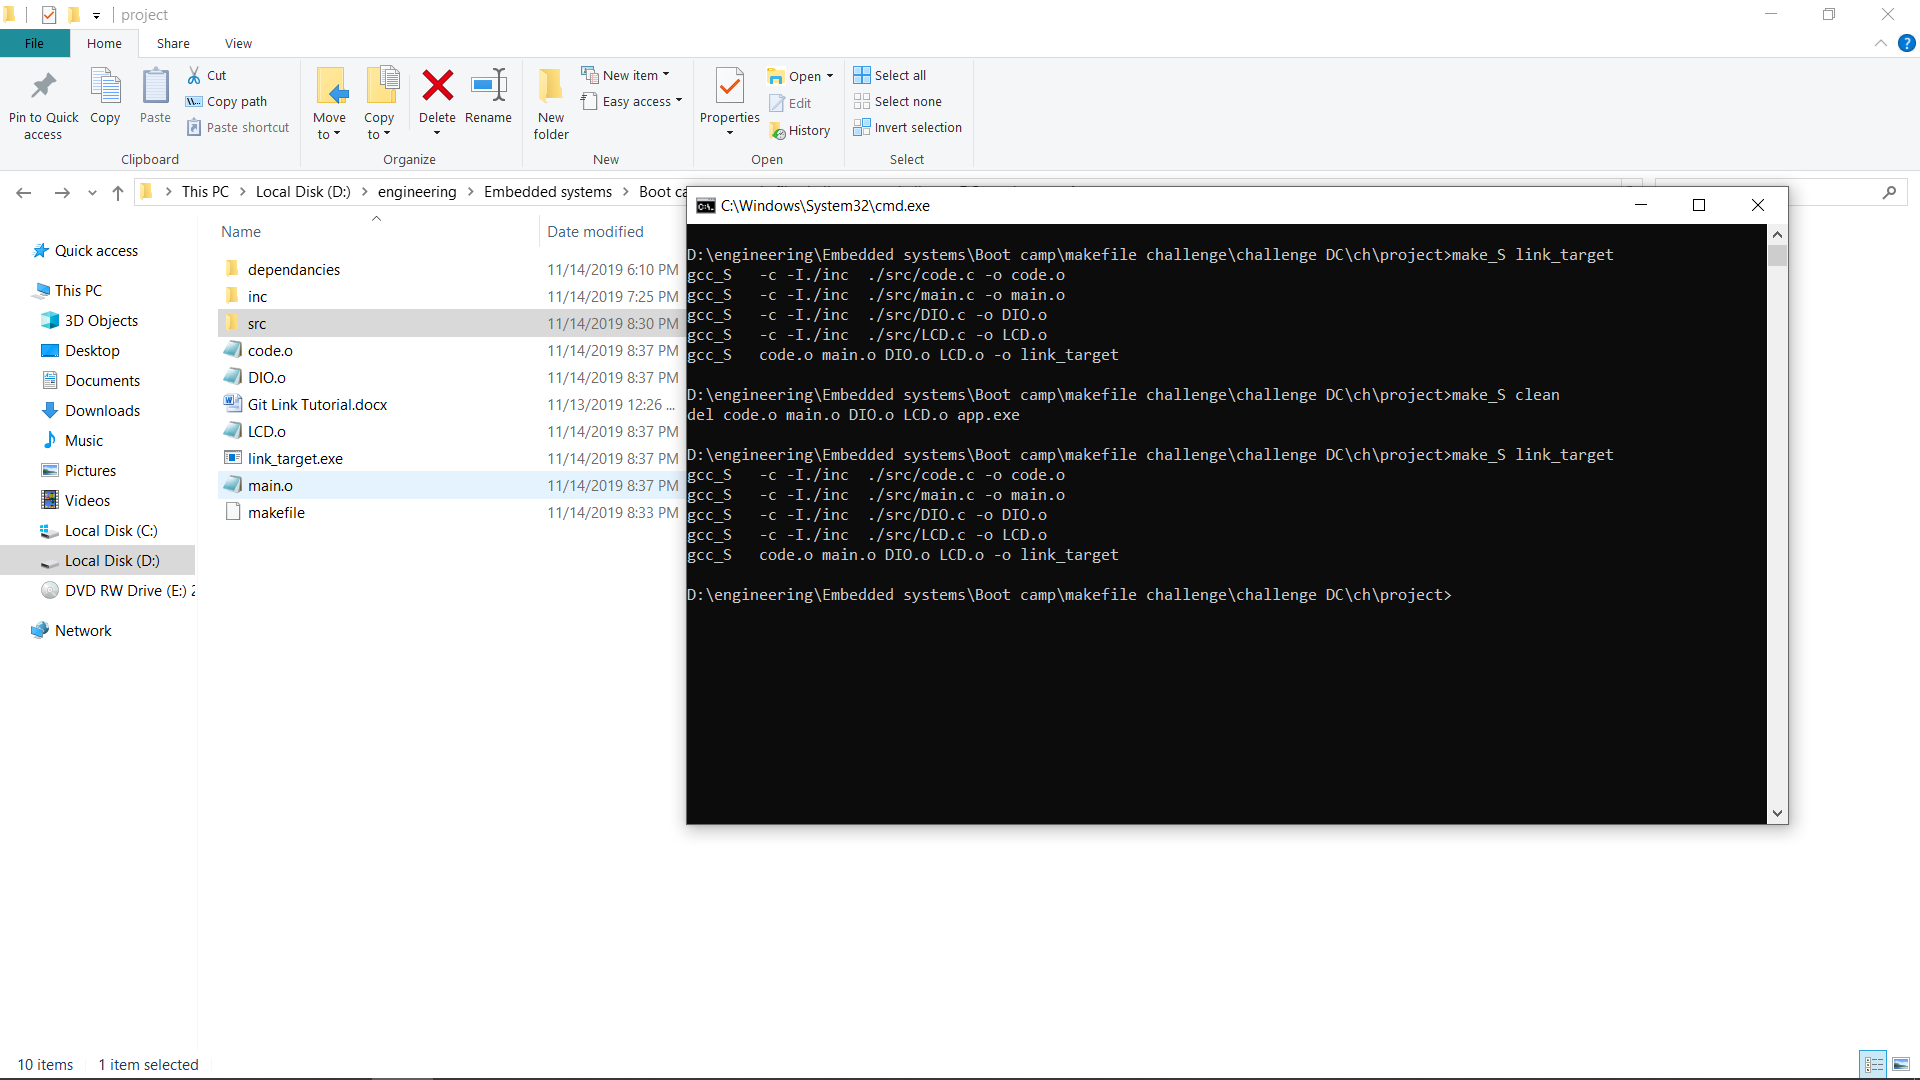 project
File Home Share View
Pin to Quick access
Copy
Paste
Cut
Copy path
Paste shortcut
Clipboard
Move to
Copy to
Delete
Rename
Organize
New folder
New item
Easy access
New
Properties
Open
Edit
History
Open
Select all
Select none
Invert selection
Select
This PC > Local Disk (D:) > engineering > Embedded systems >
Quick access
This PC
3D Objects
Desktop
Documents
Downloads
Music
Pictures
Videos
Local Disk (C:)
Local Disk (D:)
DVD RW Drive (E:)
Network
Name Date modified
dependancies 11/14/2019 6:10 PM
inc 11/14/2019 7:25 PM
src 11/14/2019 8:30 PM
code.o 11/14/2019 8:37 PM
DIO.o 11/14/2019 8:37 PM
Git Link Tutorial.docx 11/13/2019 12:26 ...
LCD.o 11/14/2019 8:37 PM
link_target.exe 11/14/2019 8:37 PM
main.o 11/14/2019 8:37 PM
makefile 11/14/2019 8:33 PM
C:\Windows\System32\cmd.exe
D:\engineering\Embedded systems\Boot camp\makefile challenge\challenge DC\ch\project>make_S link_target
gcc_S   -c -I./inc  ./src/code.c -o code.o
gcc_S   -c -I./inc  ./src/main.c -o main.o
gcc_S   -c -I./inc  ./src/DIO.c -o DIO.o
gcc_S   -c -I./inc  ./src/LCD.c -o LCD.o
gcc_S   code.o main.o DIO.o LCD.o -o link_target
D:\engineering\Embedded systems\Boot camp\makefile challenge\challenge DC\ch\project>make_S clean
del code.o main.o DIO.o LCD.o app.exe
D:\engineering\Embedded systems\Boot camp\makefile challenge\challenge DC\ch\project>make_S link_target
gcc_S   -c -I./inc  ./src/code.c -o code.o
gcc_S   -c -I./inc  ./src/main.c -o main.o
gcc_S   -c -I./inc  ./src/DIO.c -o DIO.o
gcc_S   -c -I./inc  ./src/LCD.c -o LCD.o
gcc_S   code.o main.o DIO.o LCD.o -o link_target
D:\engineering\Embedded systems\Boot camp\makefile challenge\challenge DC\ch\project>
10 items 1 item selected